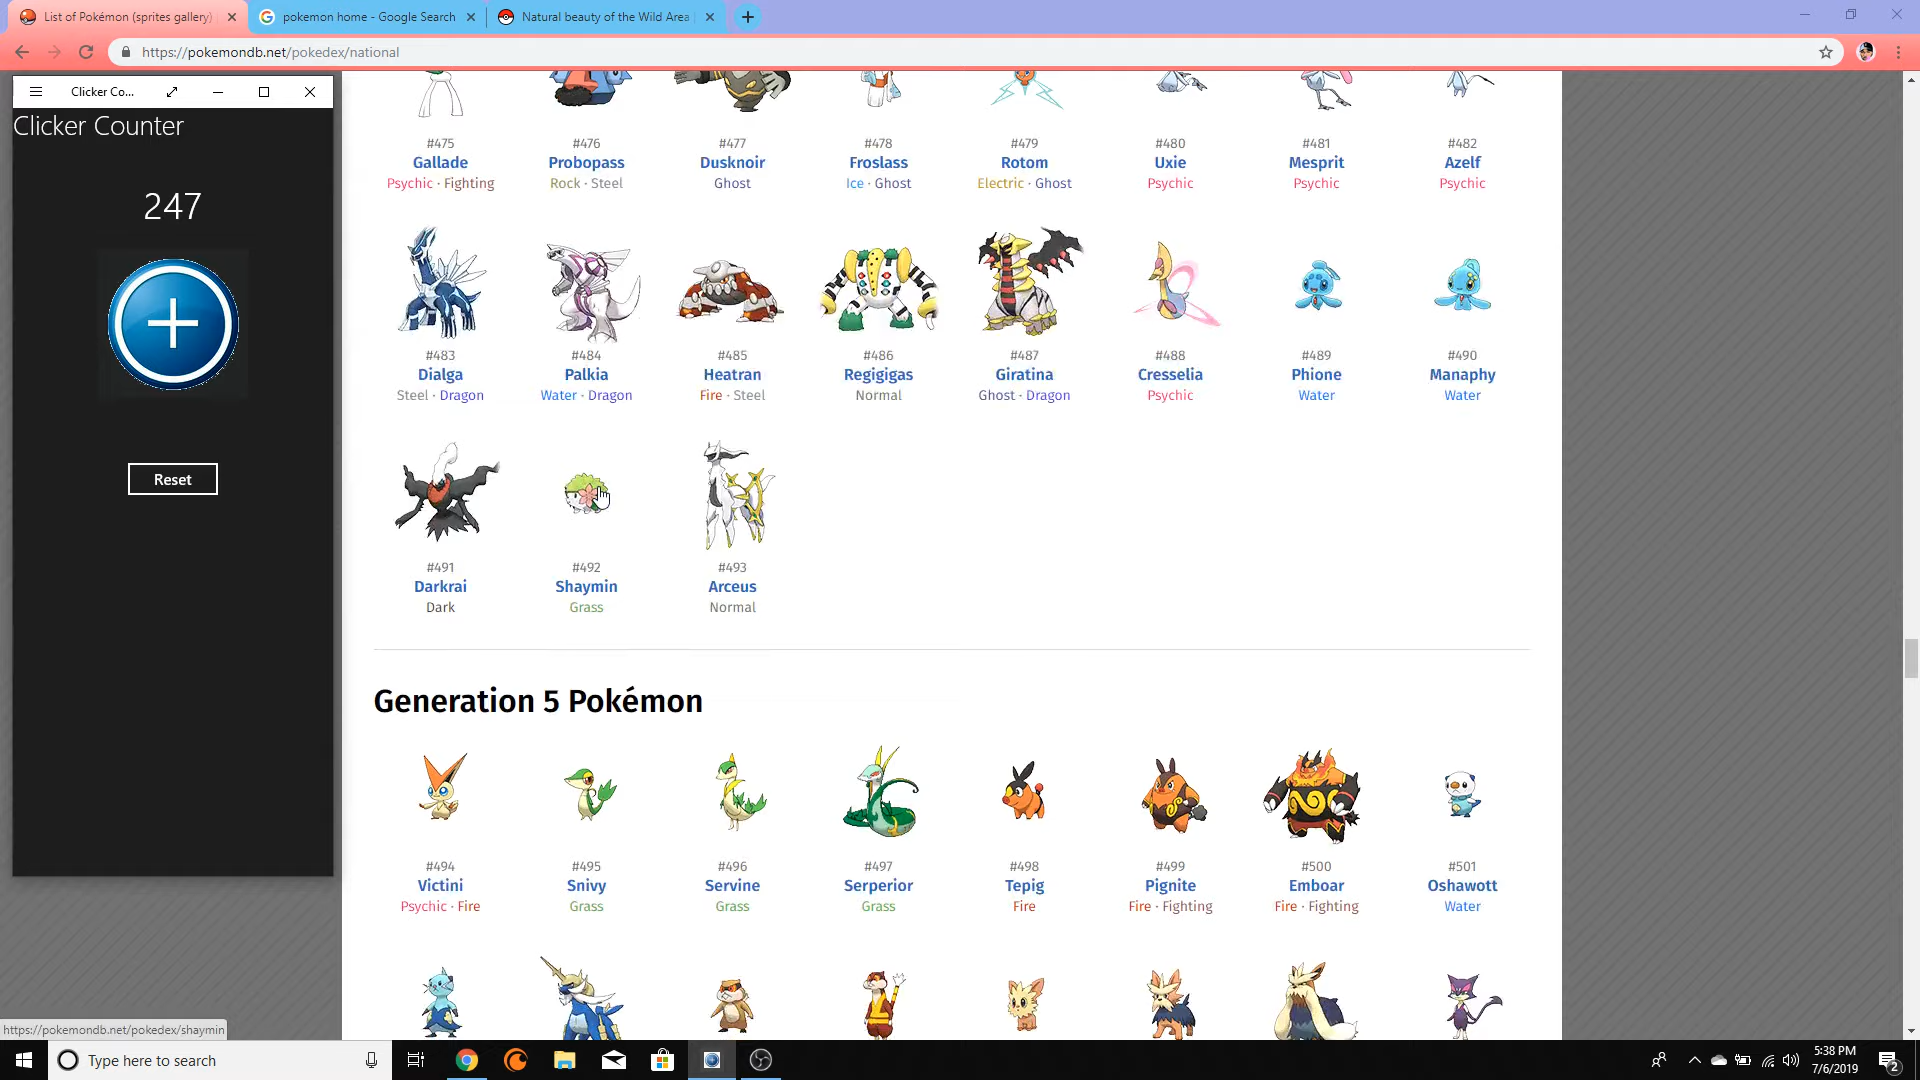 List of Pokémon (sprites gallery)
pokemon home - Google Search
Natural beauty of the Wild Area
https://pokemondb.net/pokedex/national
Clicker Co...
Clicker Counter
247
Reset
#475 #476 #477 #478 #479 #480 #481 #482
Gallade Probopass Dusknoir Froslass Rotom Uxie Mesprit Azelf
Psychic · Fighting Rock · Steel Ghost Ice · Ghost Electric · Ghost Psychic Psychic Psychic
#483 #484 #485 #486 #487 #488 #489 #490
Dialga Palkia Heatran Regigigas Giratina Cresselia Phione Manaphy
Steel · Dragon Water · Dragon Fire · Steel Normal Ghost · Dragon Psychic Water Water
#491 #492 #493
Darkrai Shaymin Arceus
Dark Grass Normal
Generation 5 Pokémon
#494 #495 #496 #497 #498 #499 #500 #501
Victini Snivy Servine Serperior Tepig Pignite Emboar Oshawott
Psychic · Fire Grass Grass Grass Fire Fire · Fighting Fire · Fighting Water
https://pokemondb.net/pokedex/shaymin
Type here to search
5:38 PM
7/6/2019
2